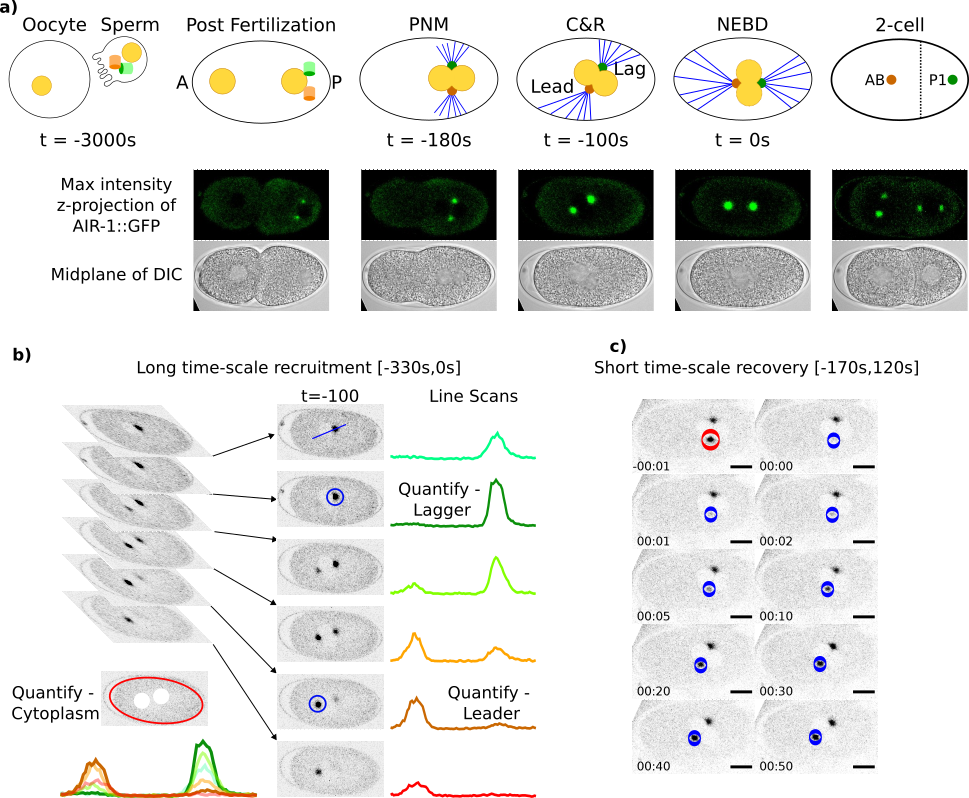 a)
Oocyte Sperm Post Fertilization PNM C&R NEBD 2-cell
A P Lead Lag AB P1
t = -3000s t = -180s t = -100s t = 0s
Max intensity
z-projection of
AIR-1::GFP
Midplane of DIC
b)
Long time-scale recruitment [-330s,0s]
t=-100 Line Scans
Quantify -
Lagger
Quantify -
Leader
Quantify -
Cytoplasm
c)
Short time-scale recovery [-170s,120s]
-00:01 00:00
00:01 00:02
00:05 00:10
00:20 00:30
00:40 00:50